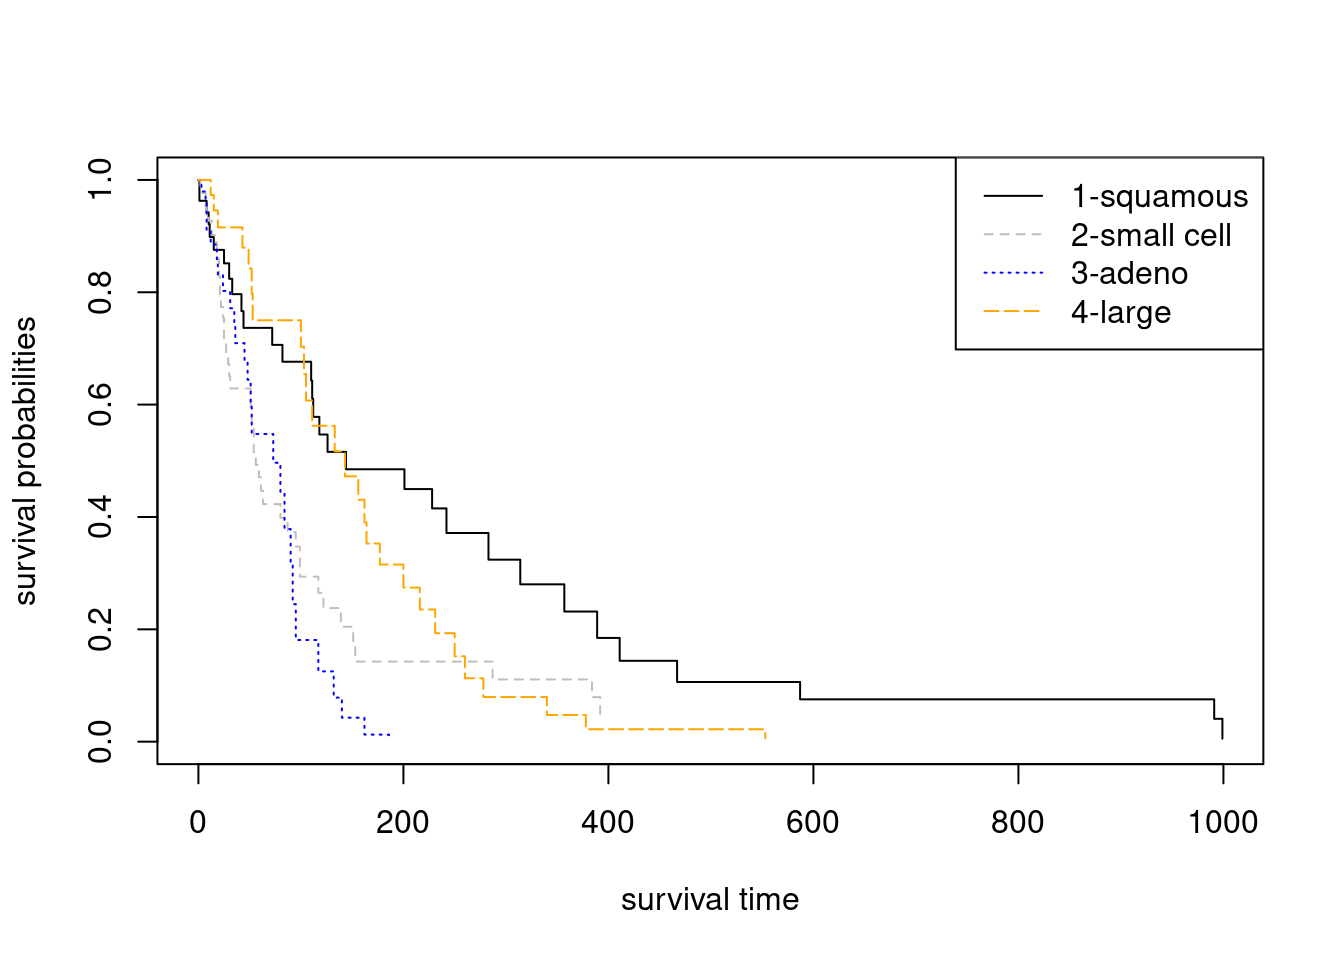 1-squamous
2-small cell
3-adeno
4-large
survival probabilities
1.0
0.8
0.6
0.4
0.2
0.0
0 200 400 600 800 1000
survival time